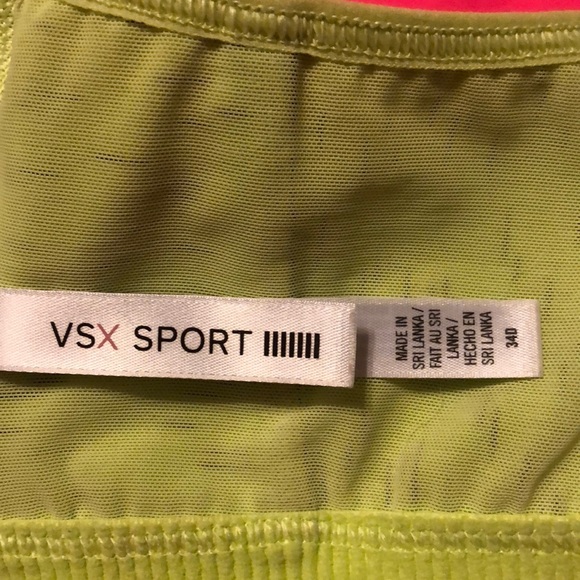 VSX SPORT
MADE IN
SRI LANKA /
FAIT AU SRI
LANKA /
HECHO EN
SRI LANKA
34D